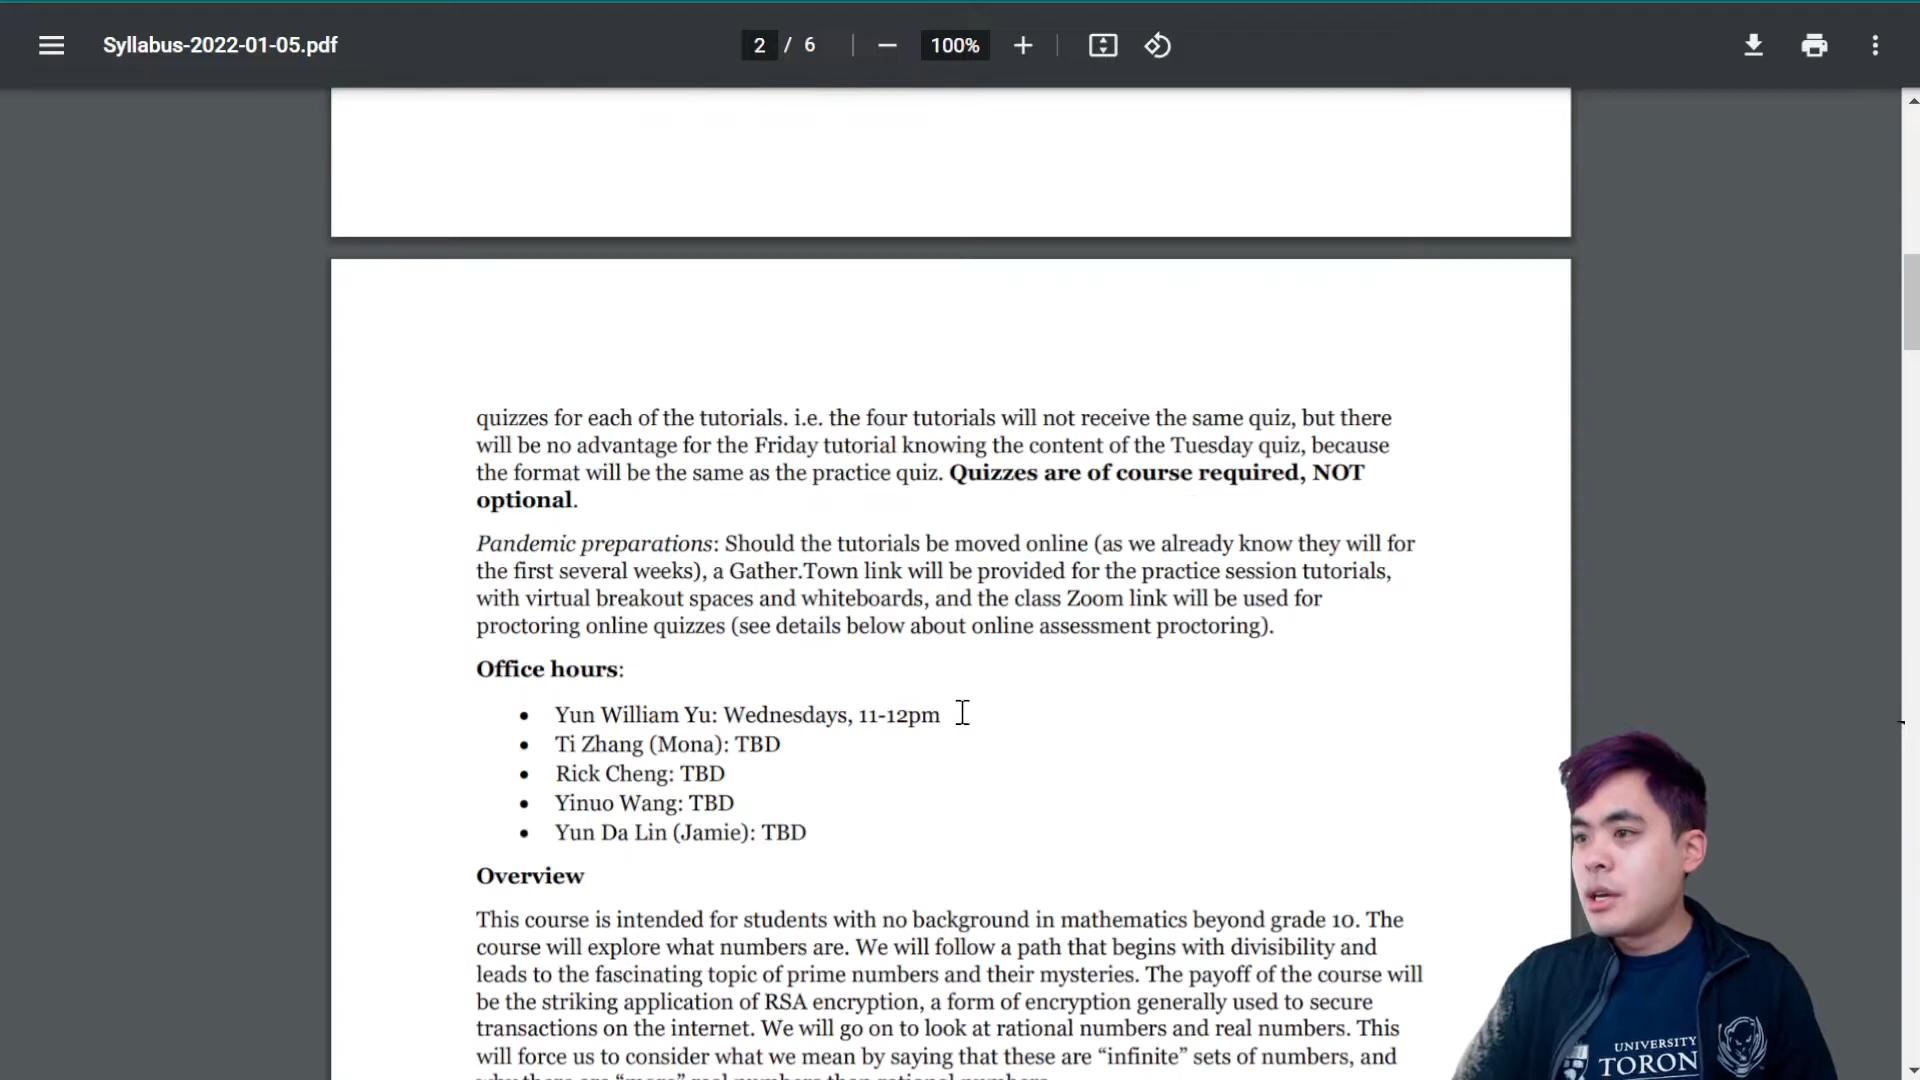 Syllabus-2022-01-05.pdf
2 / 6
100%
quizzes for each of the tutorials. i.e. the four tutorials will not receive the same quiz, but there
will be no advantage for the Friday tutorial knowing the content of the Tuesday quiz, because
the format will be the same as the practice quiz. Quizzes are of course required, NOT
optional.
Pandemic preparations: Should the tutorials be moved online (as we already know they will for
the first several weeks), a Gather.Town link will be provided for the practice session tutorials,
with virtual breakout spaces and whiteboards, and the class Zoom link will be used for
proctoring online quizzes (see details below about online assessment proctoring).
Office hours:
• Yun William Yu: Wednesdays, 11-12pm
• Ti Zhang (Mona): TBD
• Rick Cheng: TBD
• Yinuo Wang: TBD
• Yun Da Lin (Jamie): TBD
Overview
This course is intended for students with no background in mathematics beyond grade 10. The
course will explore what numbers are. We will follow a path that begins with divisibility and
leads to the fascinating topic of prime numbers and their mysteries. The payoff of the course will
be the striking application of RSA encryption, a form of encryption generally used to secure
transactions on the internet. We will go on to look at rational numbers and real numbers. This
will force us to consider what we mean by saying that these are “infinite” sets of numbers, and
UNIVERSITY
TORON